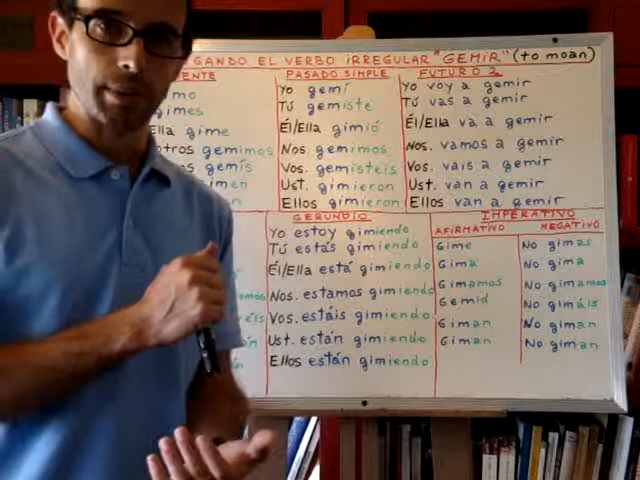 GANDO EL VERBO IRREGULAR "GEMIR" (to moan)
ENTE
mo
gimes
Ella gime
otros gemimos
gemís
imen
n
PASADO SIMPLE
Yo gemí
Tú gemiste
Él/Ella gimió
Nos. gemimos
Vos. gemisteis
Ust. gimieron
Ellos gimieron
FUTURO 2
Yo voy a gemir
Tú vas a gemir
Él/Ella va a gemir
Nos. vamos a gemir
Vos. vais a gemir
Ust. van a gemir
Ellos van a gemir
emos
éis
án
n
GERUNDIO
Yo estoy gimiendo
Tú estás gimiendo
Él/Ella está gimiendo
Nos. estamos gimiendo
Vos. estáis gimiendo
Ust. están gimiendo
Ellos están gimiendo
IMPERATIVO
AFIRMATIVO
Gime
Gima
Gimamos
Gemid
Giman
Giman
NEGATIVO
No gimas
No gima
No gimamos
No gimáis
No giman
No giman